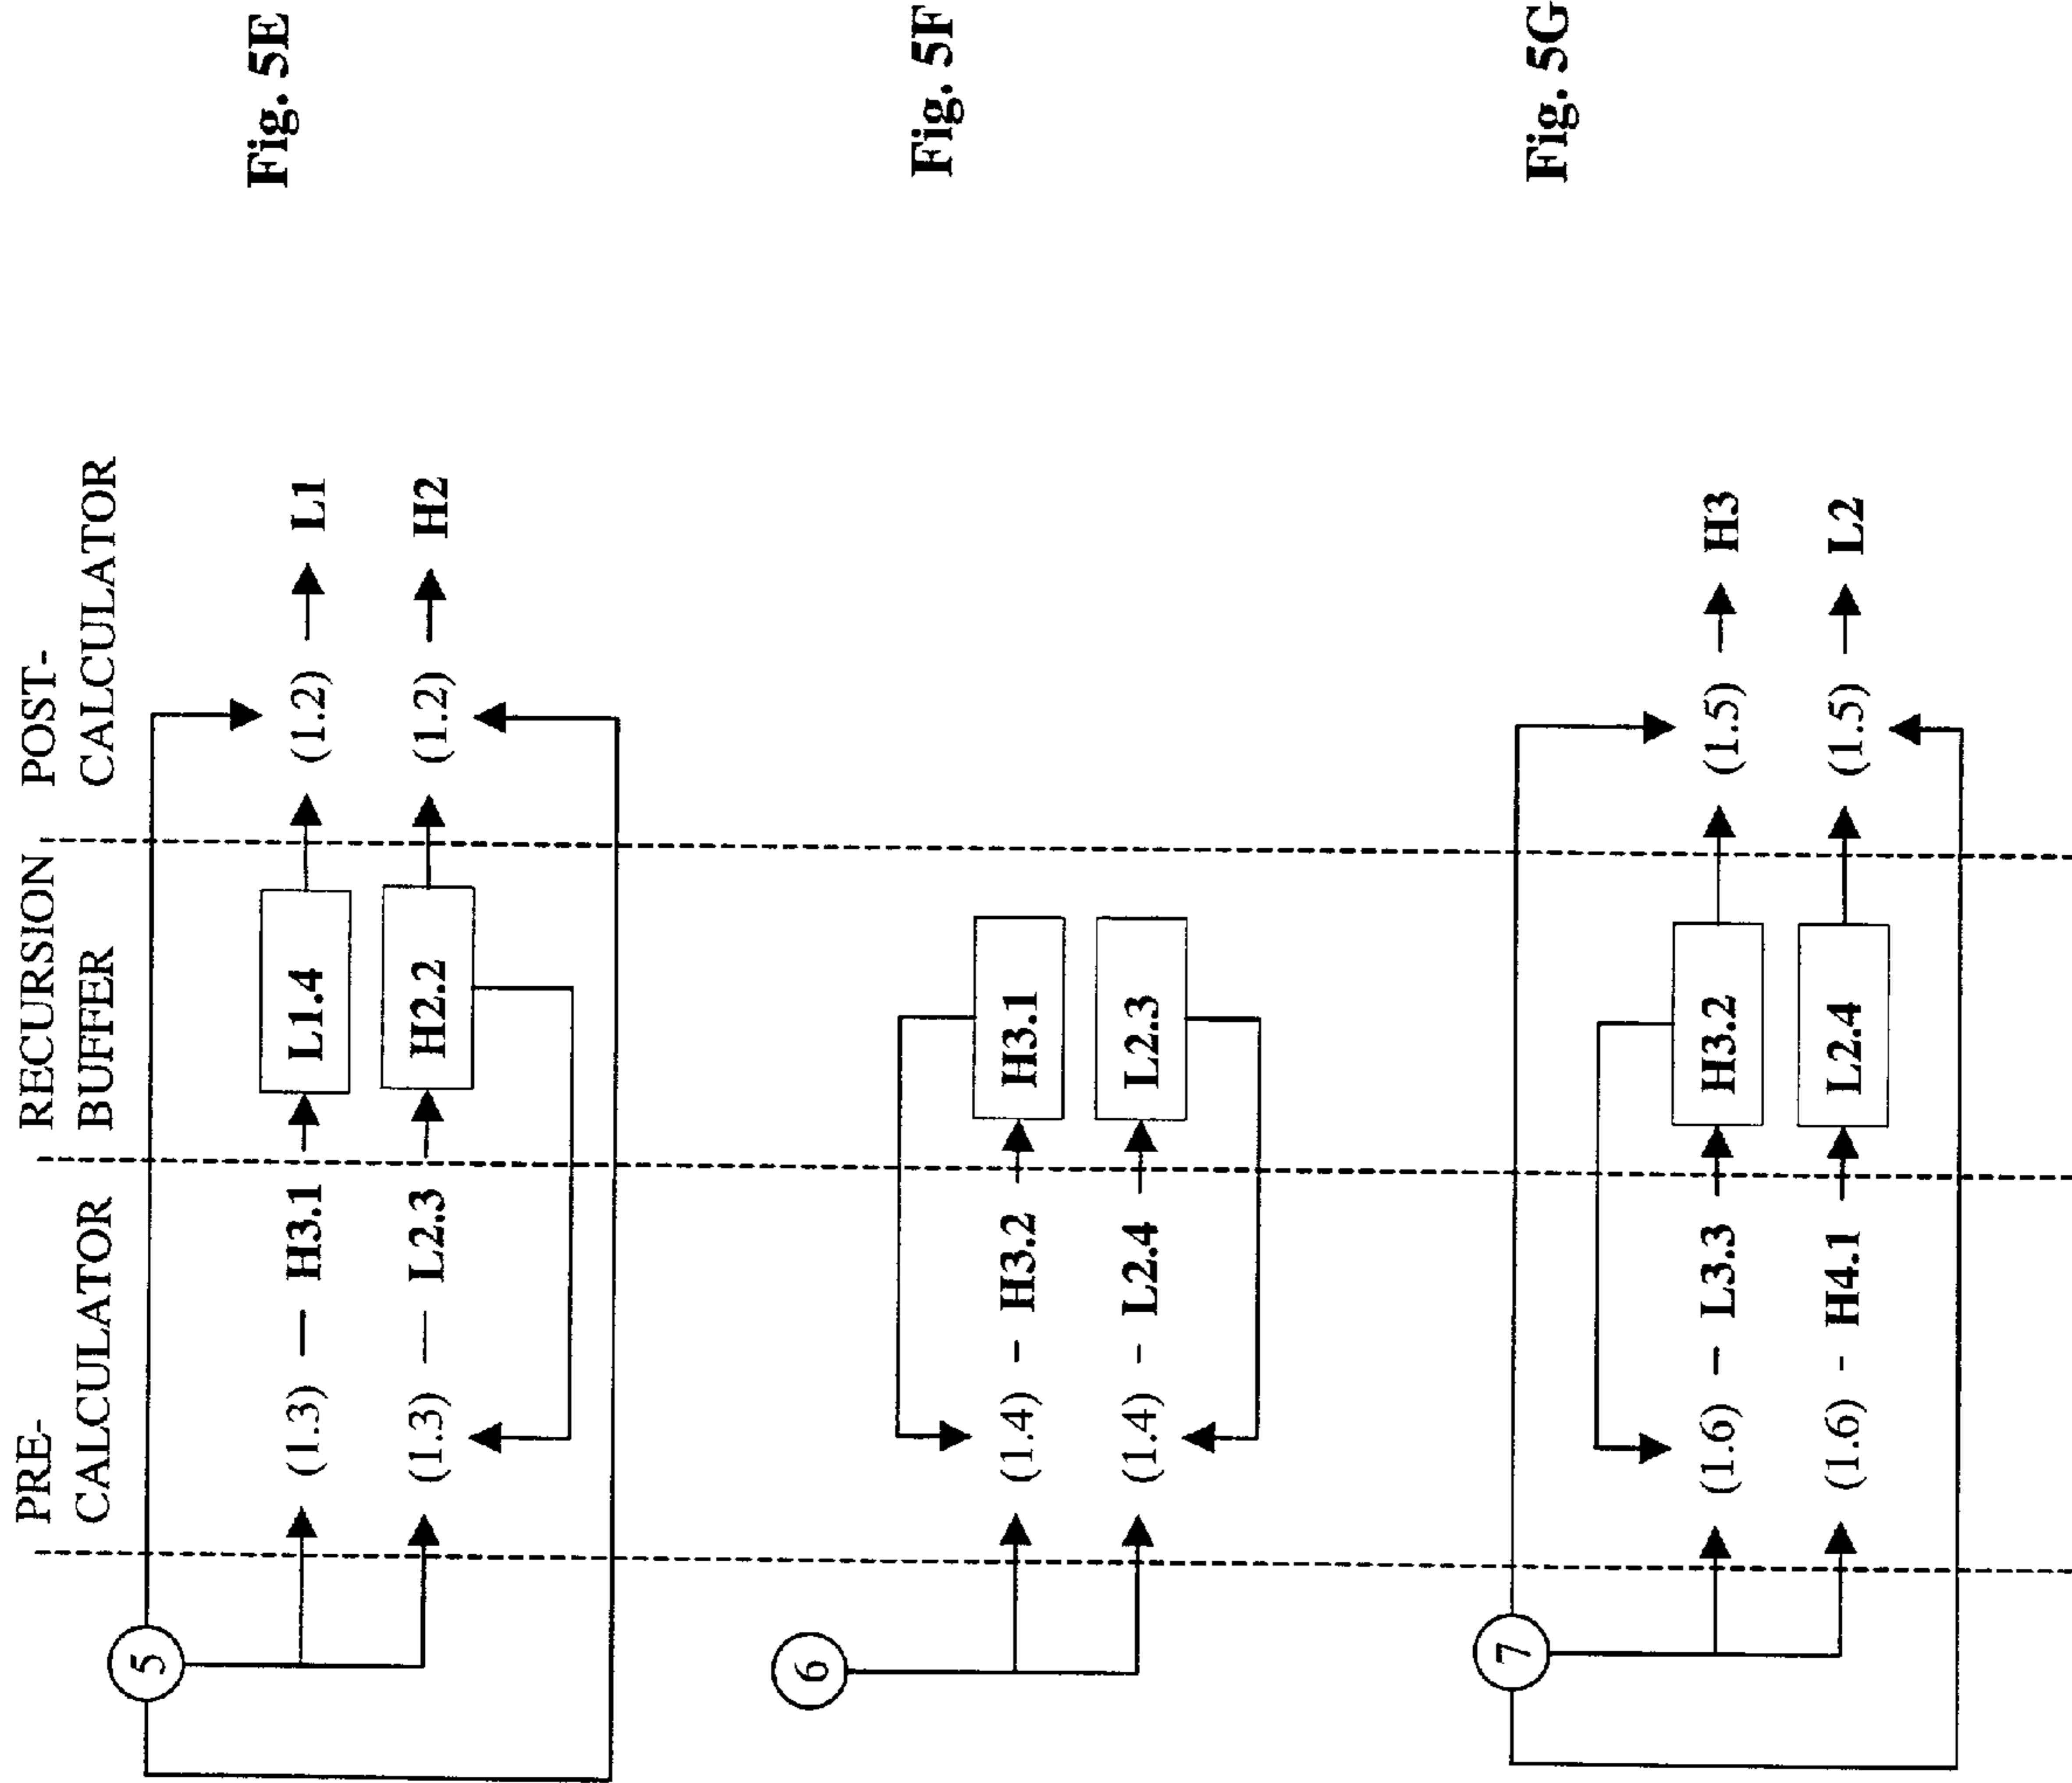 PRE-
CALCULATOR
RECURSION
BUFFER
POST-
CALCULATOR
5
(1.3) — H3.1
L1.4
(1.2)
L1
(1.3) — L2.3
H2.2
(1.2)
H2
Fig. 5E
6
(1.4) - H3.2
H3.1
(1.4) - L2.4
L2.3
Fig. 5F
7
(1.6) - L3.3
H3.2
(1.5)
H3
(1.6) - H4.1
L2.4
(1.5)
L2
Fig. 5G